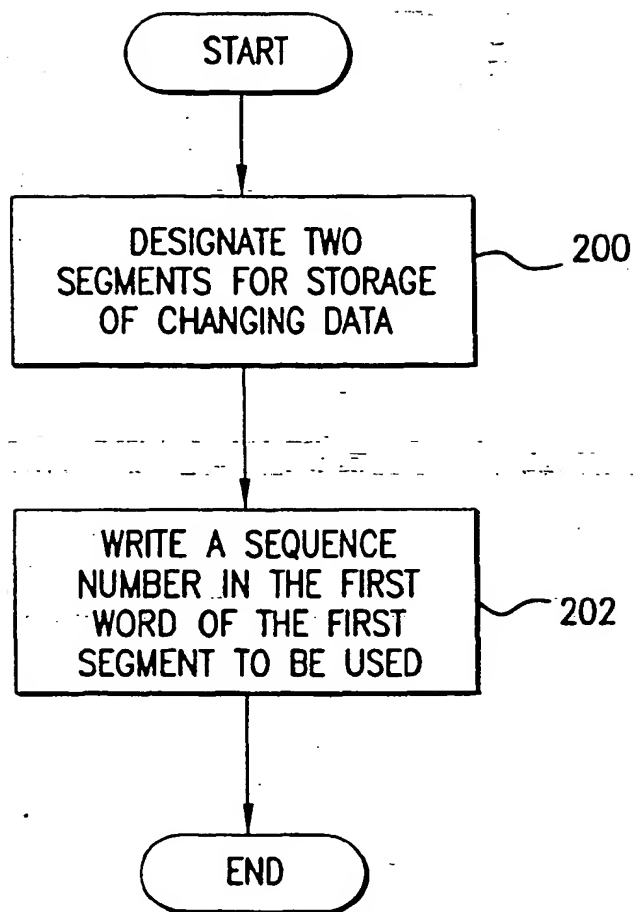 START
DESIGNATE TWO
SEGMENTS FOR STORAGE
OF CHANGING DATA
200
WRITE A SEQUENCE
NUMBER IN THE FIRST
WORD OF THE FIRST
SEGMENT TO BE USED
202
END